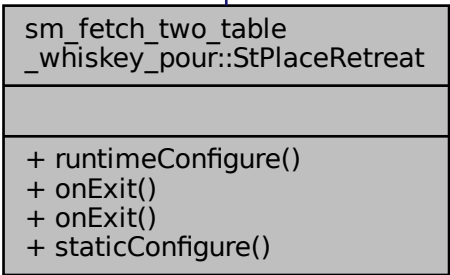 sm_fetch_two_table
_whiskey_pour::StPlaceRetreat
+ runtimeConfigure()
+ onExit()
+ onExit()
+ staticConfigure()